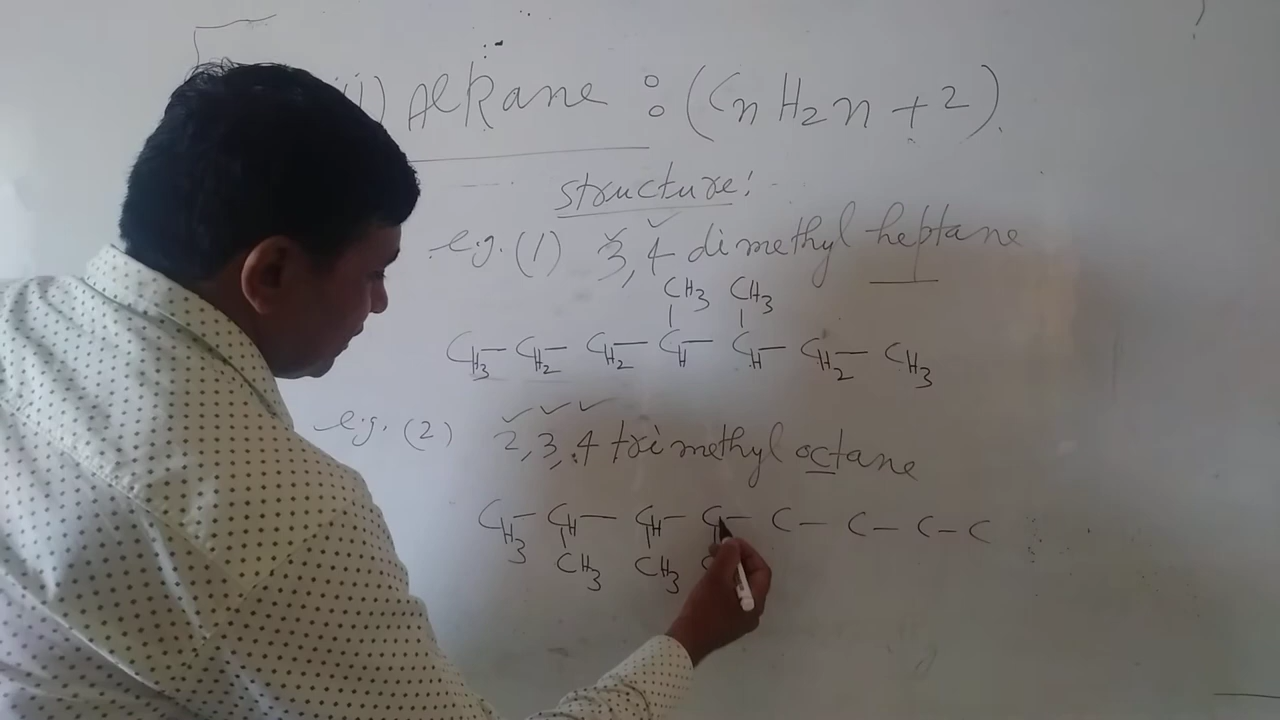 ii) Alkane : (CnH2n+2)
structure:
e.g. (1) 3,4 dimethyl heptane
CH3 CH3
CH3-CH2-CH2-CH-CH-CH2-CH3
e.g. (2) 2,3,4 trimethyl octane
CH3-CH-CH-C-C-C-C-C
CH3 CH3 C